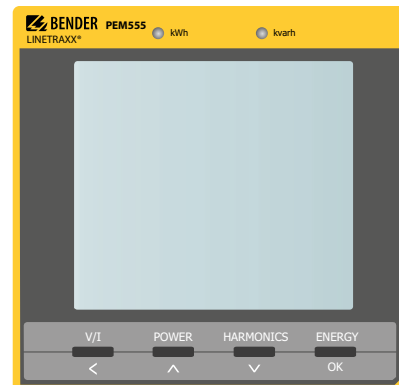 BENDER PEM555
LINETRAXX®
kWh kvarh
V/I POWER HARMONICS ENERGY
OK